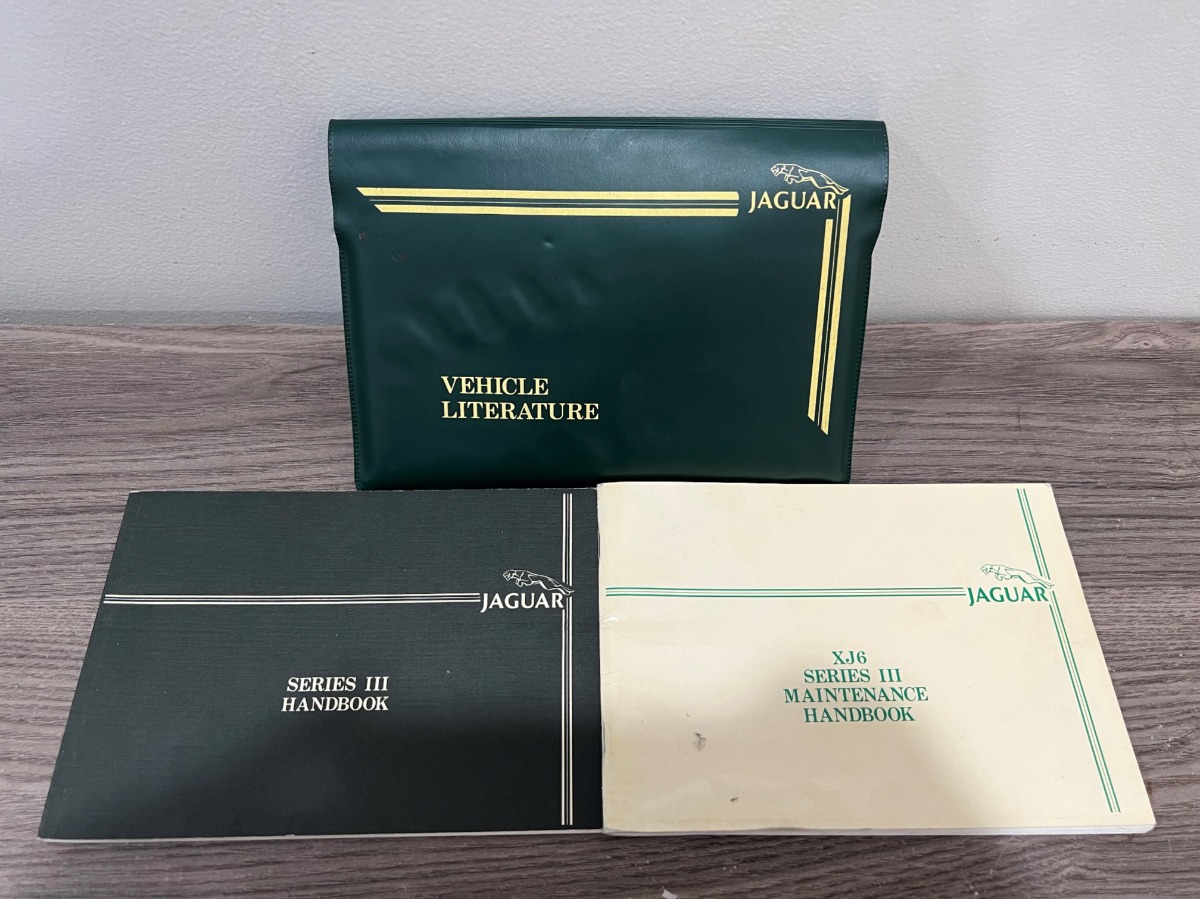 JAGUAR
VEHICLE
LITERATURE
JAGUAR
SERIES III
HANDBOOK
JAGUAR
XJ6
SERIES III
MAINTENANCE
HANDBOOK